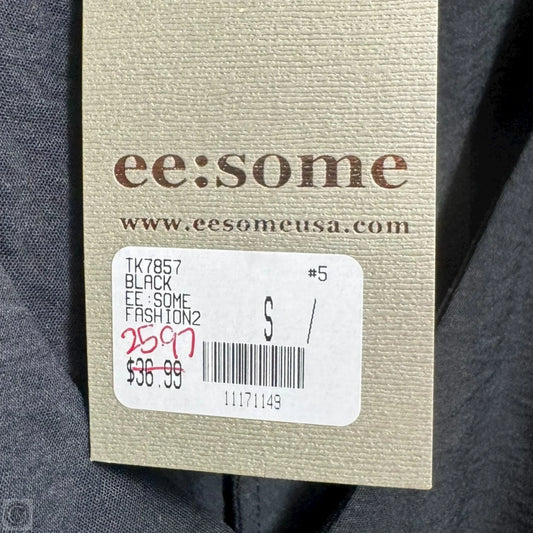 ee:some
www.eesomeusa.com
TK7857
#5
BLACK
EE:SOME
FASHION2
S /
2597
$36.99
11171149